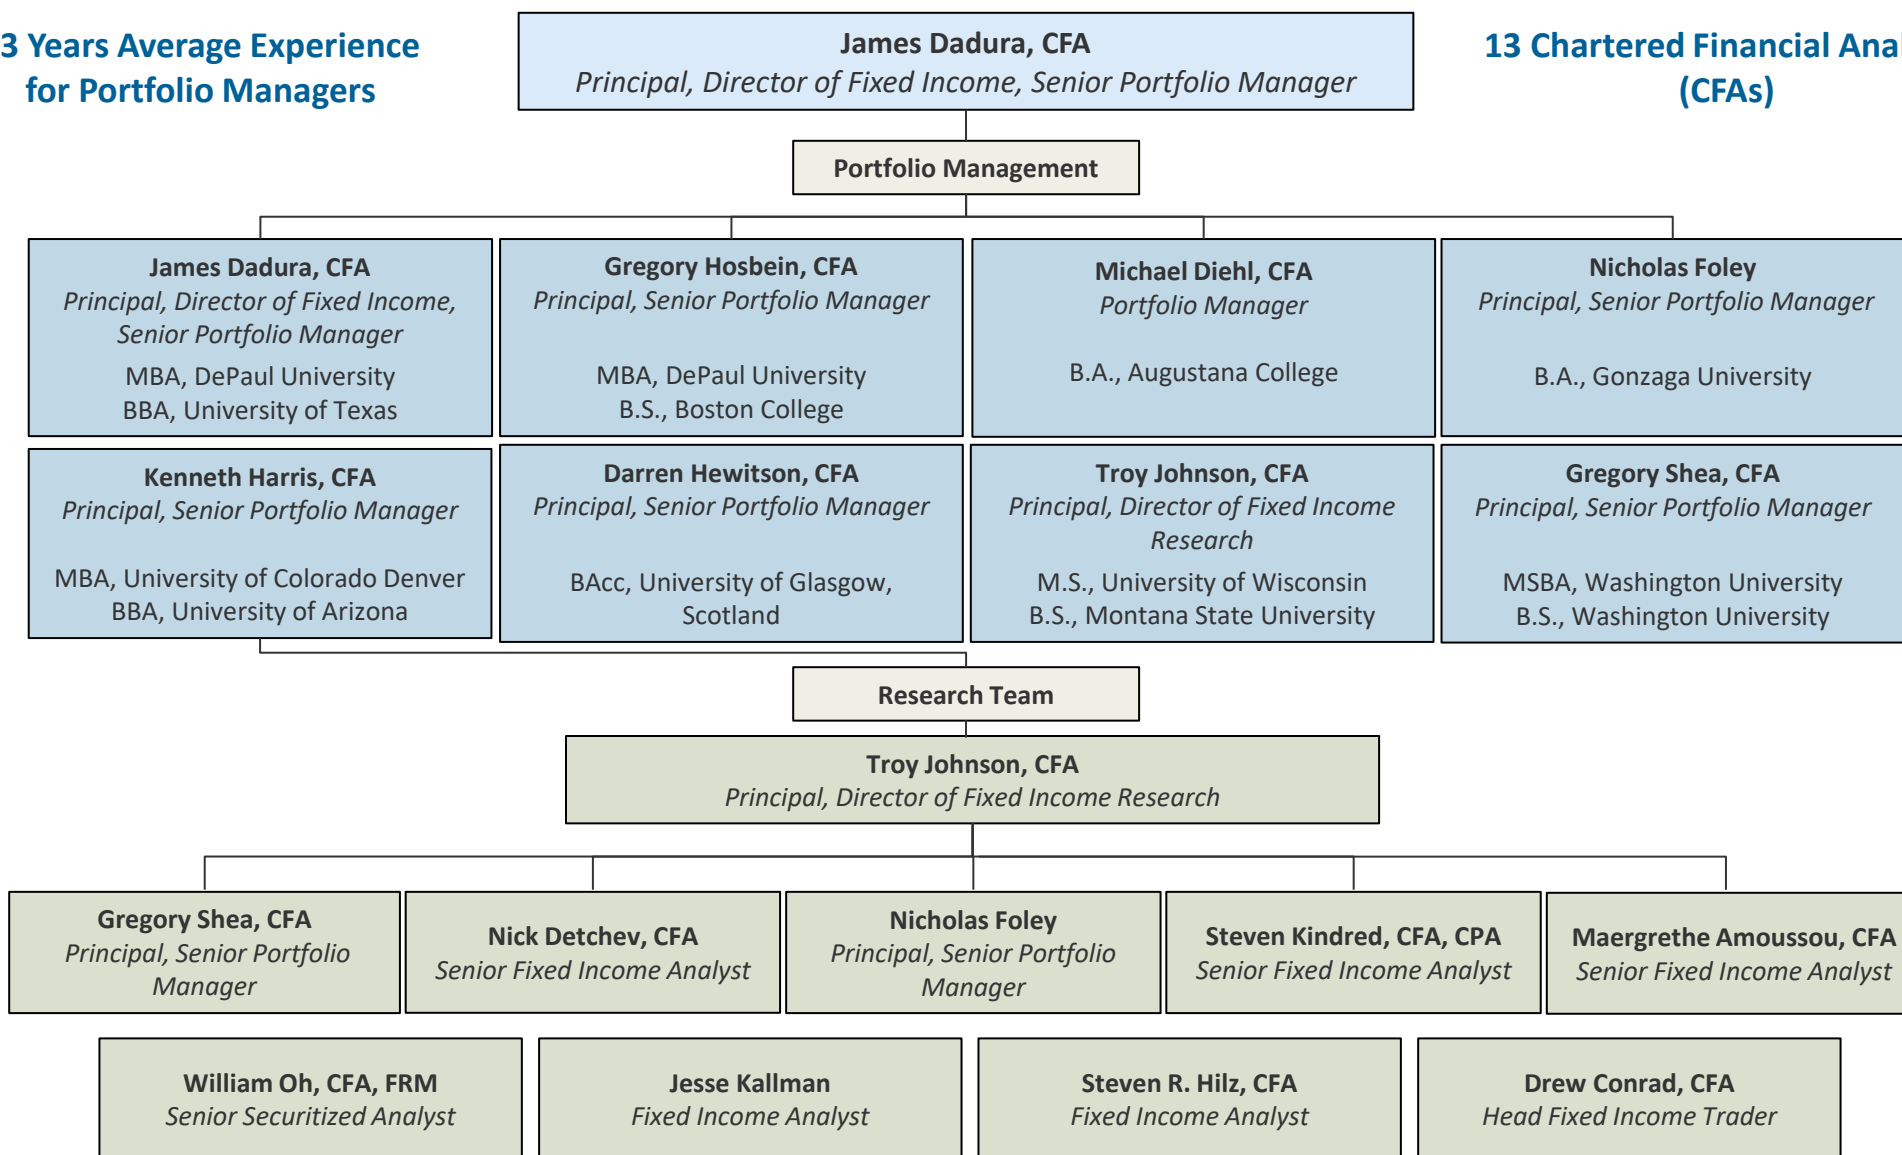 3 Years Average Experience
for Portfolio Managers
James Dadura, CFA
Principal, Director of Fixed Income, Senior Portfolio Manager
13 Chartered Financial
(CFAs)
Portfolio Management
James Dadura, CFA
Principal, Director of Fixed Income,
Senior Portfolio Manager
MBA, DePaul University
BBA, University of Texas
Gregory Hosbein, CFA
Principal, Senior Portfolio Manager
MBA, DePaul University
B.S., Boston College
Michael Diehl, CFA
Portfolio Manager
B.A., Augustana College
Nicholas Foley
Principal, Senior Portfolio Manager
B.A., Gonzaga University
Kenneth Harris, CFA
Principal, Senior Portfolio Manager
MBA, University of Colorado Denver
BBA, University of Arizona
Darren Hewitson, CFA
Principal, Senior Portfolio Manager
BAcc, University of Glasgow,
Scotland
Troy Johnson, CFA
Principal, Director of Fixed Income
Research
M.S., University of Wisconsin
B.S., Montana State University
Gregory Shea, CFA
Principal, Senior Portfolio Manager
MSBA, Washington University
B.S., Washington University
Research Team
Troy Johnson, CFA
Principal, Director of Fixed Income Research
Gregory Shea, CFA
Principal, Senior Portfolio
Manager
Nick Detchev, CFA
Senior Fixed Income Analyst
Nicholas Foley
Principal, Senior Portfolio
Manager
Steven Kindred, CFA, CPA
Senior Fixed Income Analyst
Maergrethe Amoussou, CFA
Senior Fixed Income Analyst
William Oh, CFA, FRM
Senior Securitized Analyst
Jesse Kallman
Fixed Income Analyst
Steven R. Hilz, CFA
Fixed Income Analyst
Drew Conrad, CFA
Head Fixed Income Trader